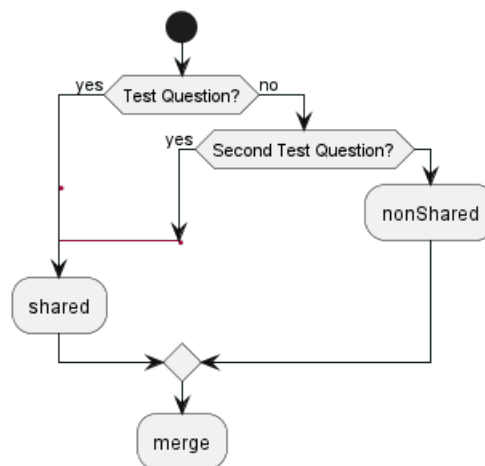 yes
Test Question?
no
yes
Second Test Question?
nonShared
shared
merge